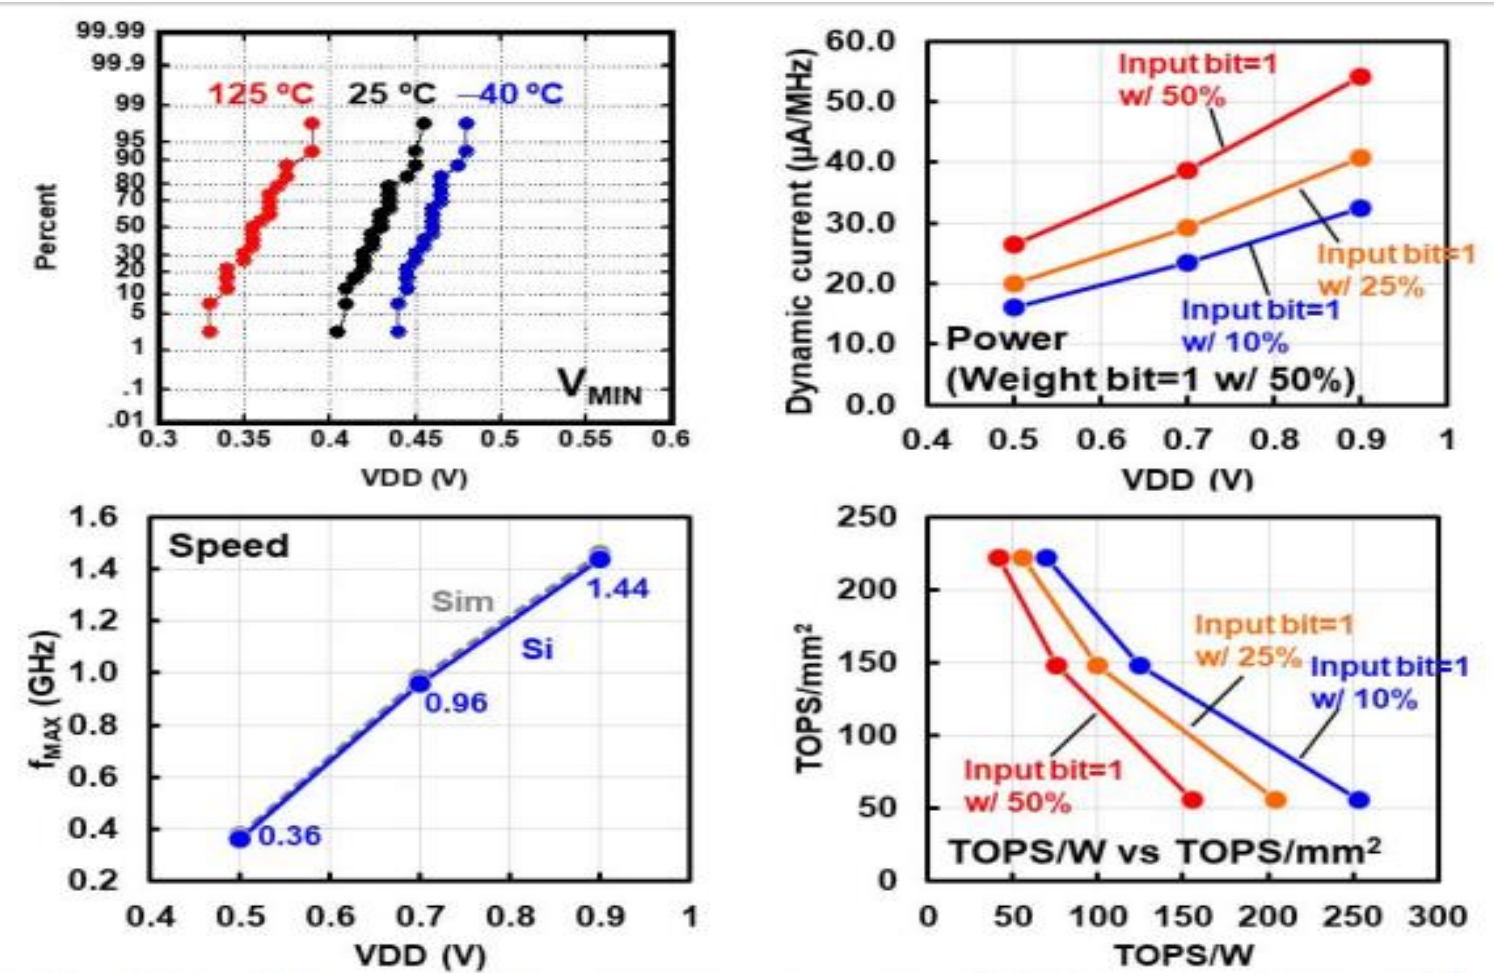 99.99
99.9
99
95
90
80
70
50
30
20
10
5
1
.1
.01
Percent
125 ºC
25 ºC
–40 ºC
VMIN
0.3
0.35
0.4
0.45
0.5
0.55
0.6
VDD (V)
60.0
50.0
40.0
30.0
20.0
10.0
0.0
Dynamic current (µA/MHz)
Input bit=1
w/ 50%
Input bit=1
w/ 25%
Input bit=1
w/ 10%
Power
(Weight bit=1 w/ 50%)
0.4
0.5
0.6
0.7
0.8
0.9
1
VDD (V)
1.6
1.4
1.2
1.0
0.8
0.6
0.4
0.2
fMAX (GHz)
Speed
Sim
Si
1.44
0.96
0.36
0.4
0.5
0.6
0.7
0.8
0.9
1
VDD (V)
250
200
150
100
50
0
TOPS/mm²
Input bit=1
w/ 25%
Input bit=1
w/ 10%
Input bit=1
w/ 50%
TOPS/W vs TOPS/mm²
0
50
100
150
200
250
300
TOPS/W